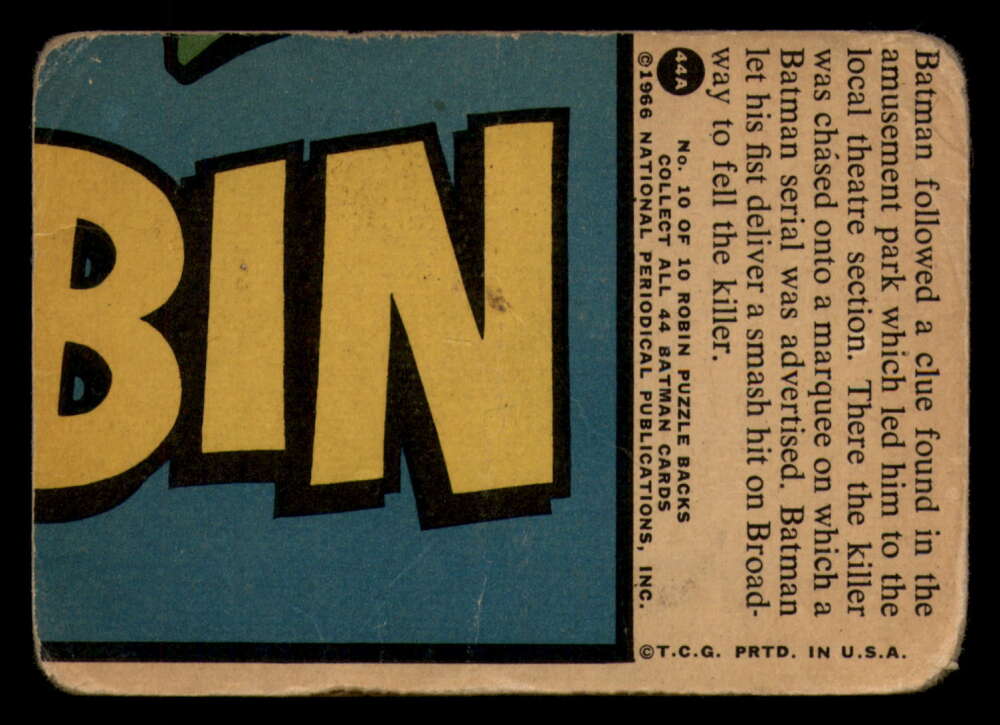 Batman followed a clue found in the
amusement park which led him to the
local theatre section. There the killer
was chásed onto a marquee on which a
Batman serial was advertised. Batman
let his fist deliver a smash hit on Broad-
way to fell the killer.
44A
No. 10 OF 10 ROBIN PUZZLE BACKS
COLLECT ALL 44 BATMAN CARDS
©1966 NATIONAL PERIODICAL PUBLICATIONS, INC.
©T.C.G. PRTD. IN U.S.A.
BIN